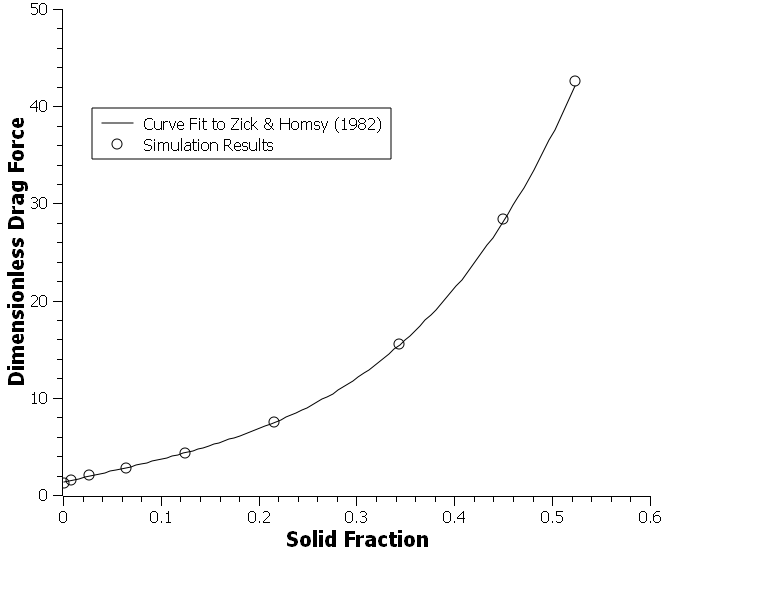 50
40
30
20
10
0
Dimensionless Drag Force
Curve Fit to Zick & Homsy (1982)
Simulation Results
0 0.1 0.2 0.3 0.4 0.5 0.6
Solid Fraction